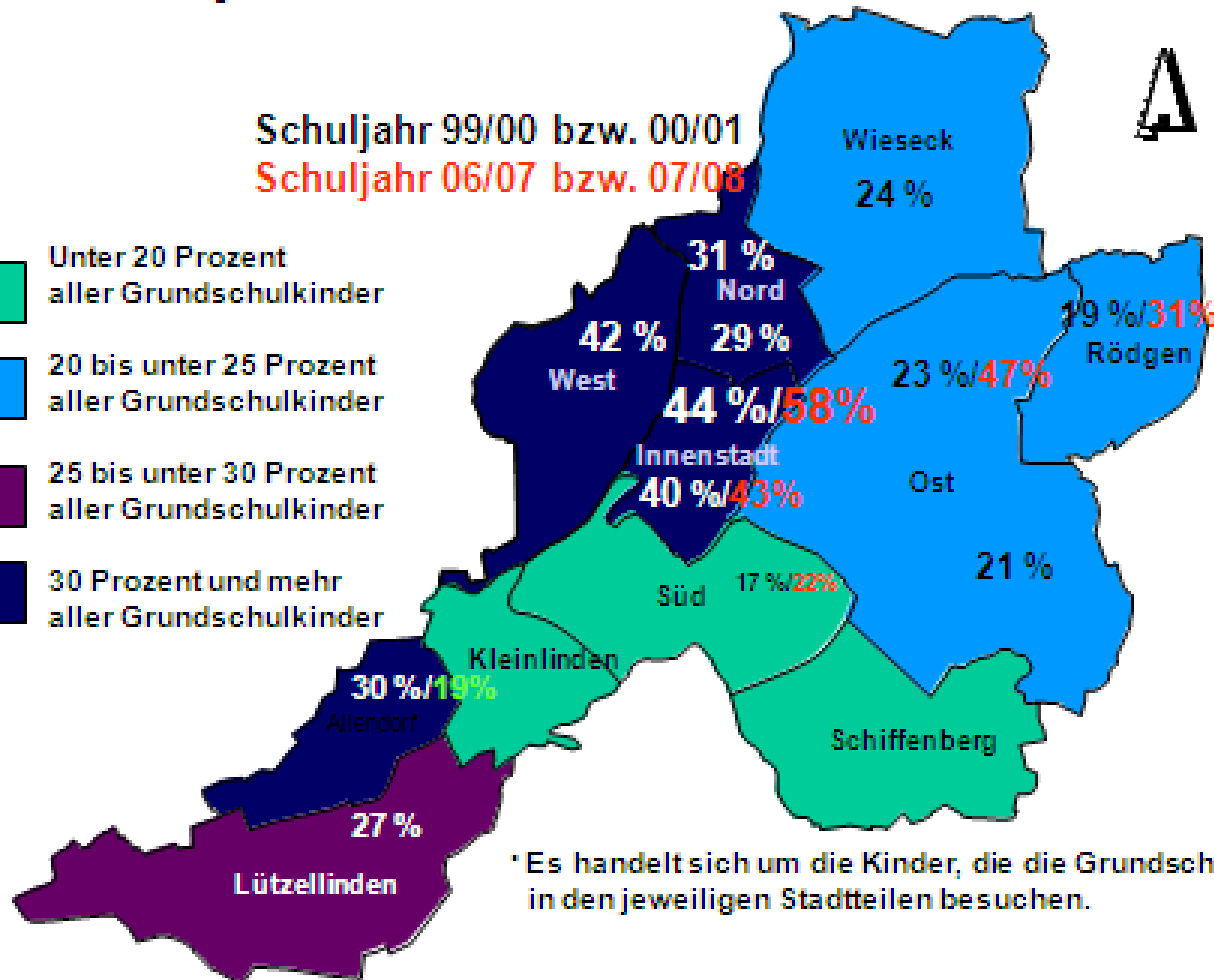 Schuljahr 99/00 bzw. 00/01
Schuljahr 06/07 bzw. 07/08
Unter 20 Prozent
aller Grundschulkinder
20 bis unter 25 Prozent
aller Grundschulkinder
25 bis unter 30 Prozent
aller Grundschulkinder
30 Prozent und mehr
aller Grundschulkinder
Wieseck
24 %
31 %
Nord
29 %
42 %
West
19 %/31%
Rödgen
23 %/47%
Ost
21 %
44 %/58%
Innenstadt
40 %/43%
Süd
17 %/22%
Kleinlinden
30 %/19%
Allendorf
Schiffenberg
27 %
Lützellinden
* Es handelt sich um die Kinder, die die Grundsch
in den jeweiligen Stadtteilen besuchen.